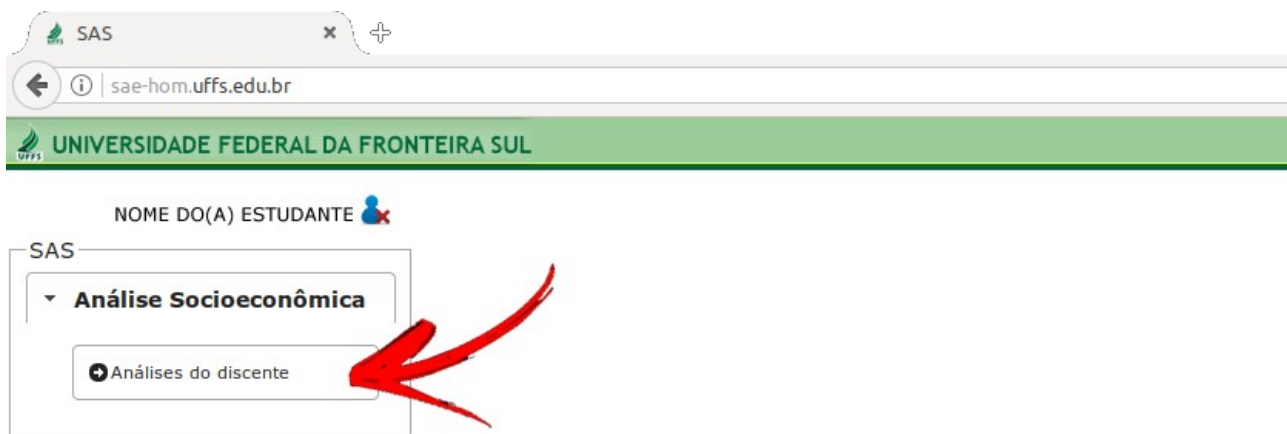 SAS
sae-hom.uffs.edu.br
UFFS UNIVERSIDADE FEDERAL DA FRONTEIRA SUL
NOME DO(A) ESTUDANTE
SAS
Análise Socioeconômica
Análises do discente